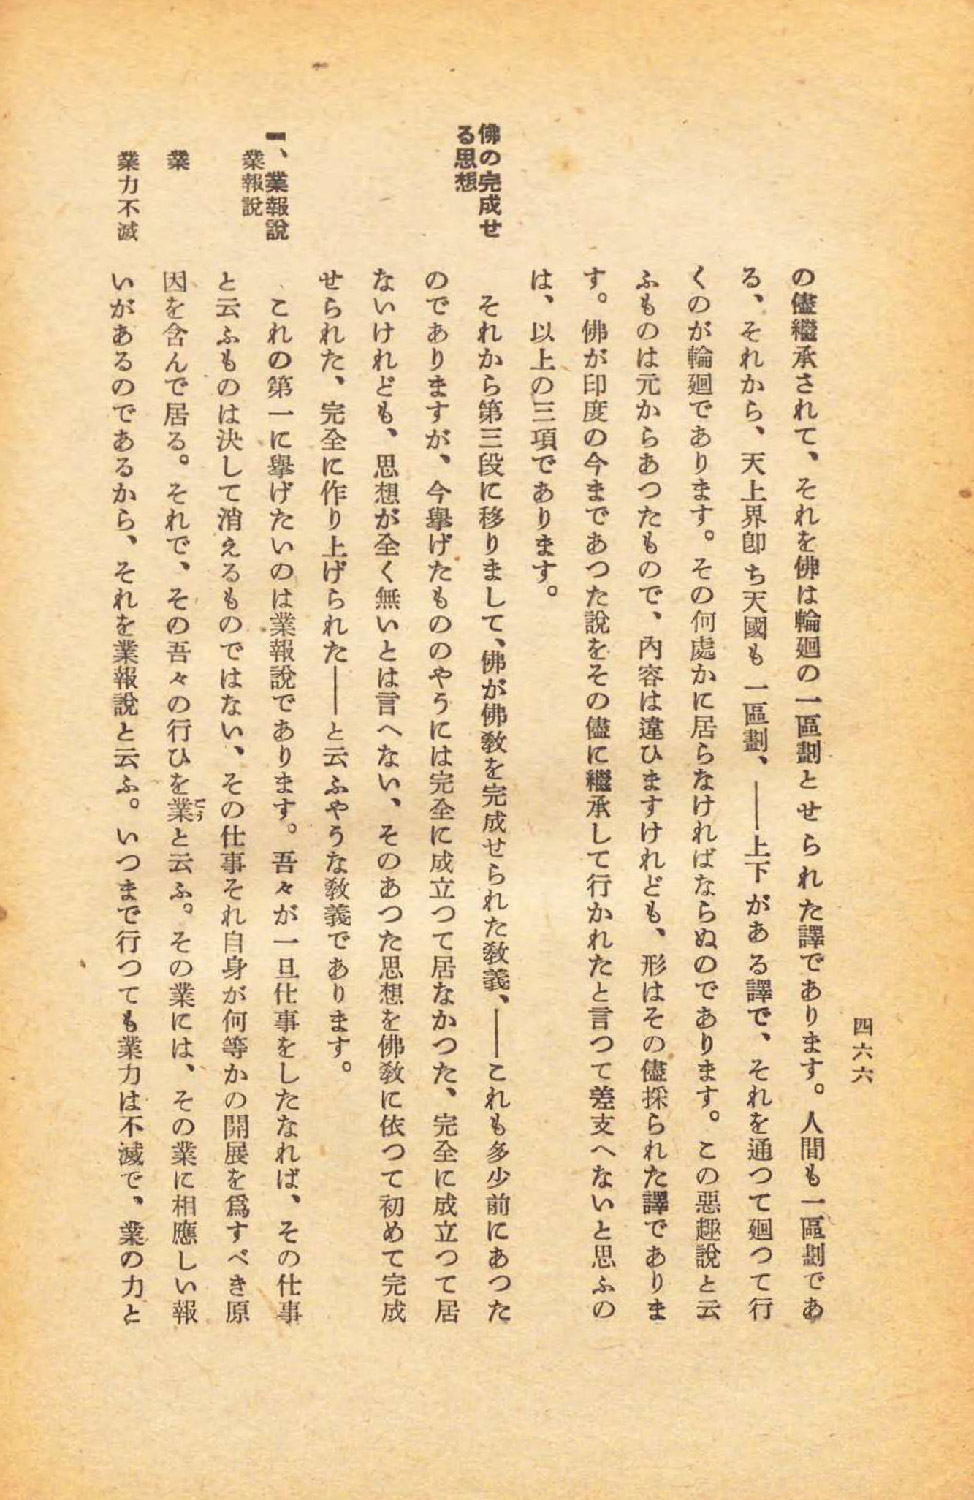 四六六
の儘繼承されて、それを佛は輪廻の一區劃とせられた譯であります。人間も一區劃であ
る、それから、天上界卽ち天國も一區劃、――上下がある譯で、それを通つて廻つて行
くのが輪廻であります。その何處かに居らなければならぬのであります。この惡趣說と云
ふものは元からあつたもので、內容は違ひますけれども、形はその儘採られた譯でありま
す。佛が印度の今まであつた說をその儘に繼承して行かれたと言つて差支へないと思ふの
は、以上の三項であります。
佛の完成せ
る思想
それから第三段に移りまして、佛が佛敎を完成せられた敎義、――これも多少前にあつた
のでありますが、今擧げたもののやうには完全に成立つて居なかつた、完全に成立つて居
ないけれども、思想が全く無いとは言へない、そのあつた思想を佛敎に依つて初めて完成
せられた、完全に作り上げられた――と云ふやうな敎義であります。
一、業報說
業報說
これの第一に擧げたいのは業報說であります。吾々が一旦仕事をしたなれば、その仕事
と云ふものは決して消えるものではない、その仕事それ自身が何等かの開展を爲すべき原
業
因を含んで居る。それで、その吾々の行ひを業と云ふ。その業には、その業に相應しい報
業力不滅
いがあるのであるから、それを業報說と云ふ。いつまで行つても業力は不滅で、業の力と